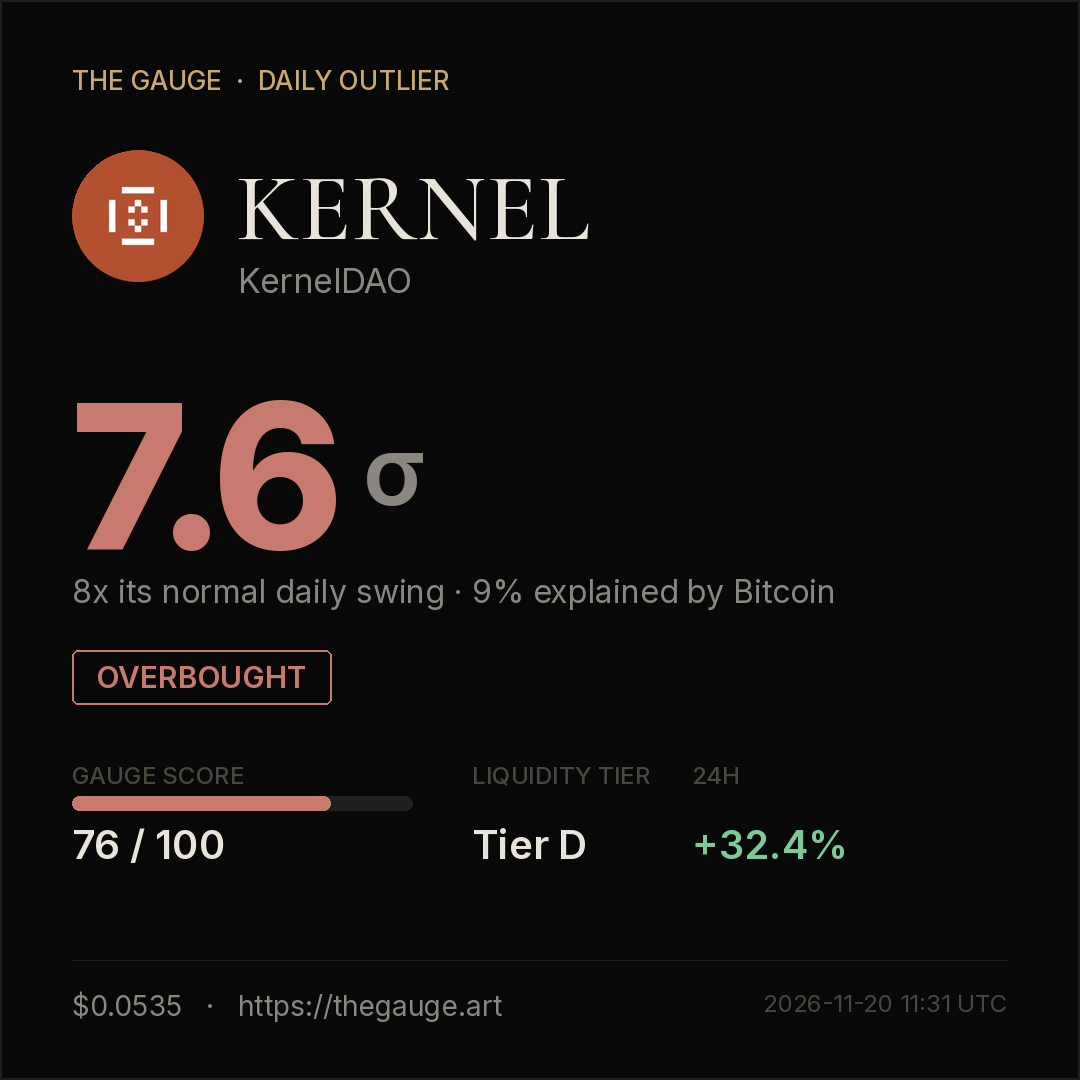 THE GAUGE · DAILY OUTLIER
KERNEL
KernelDAO
7.6 σ
8x its normal daily swing · 9% explained by Bitcoin
OVERBOUGHT
GAUGE SCORE LIQUIDITY TIER 24H
76 / 100 Tier D +32.4%
$0.0535 · https://thegauge.art 2026-11-20 11:31 UTC